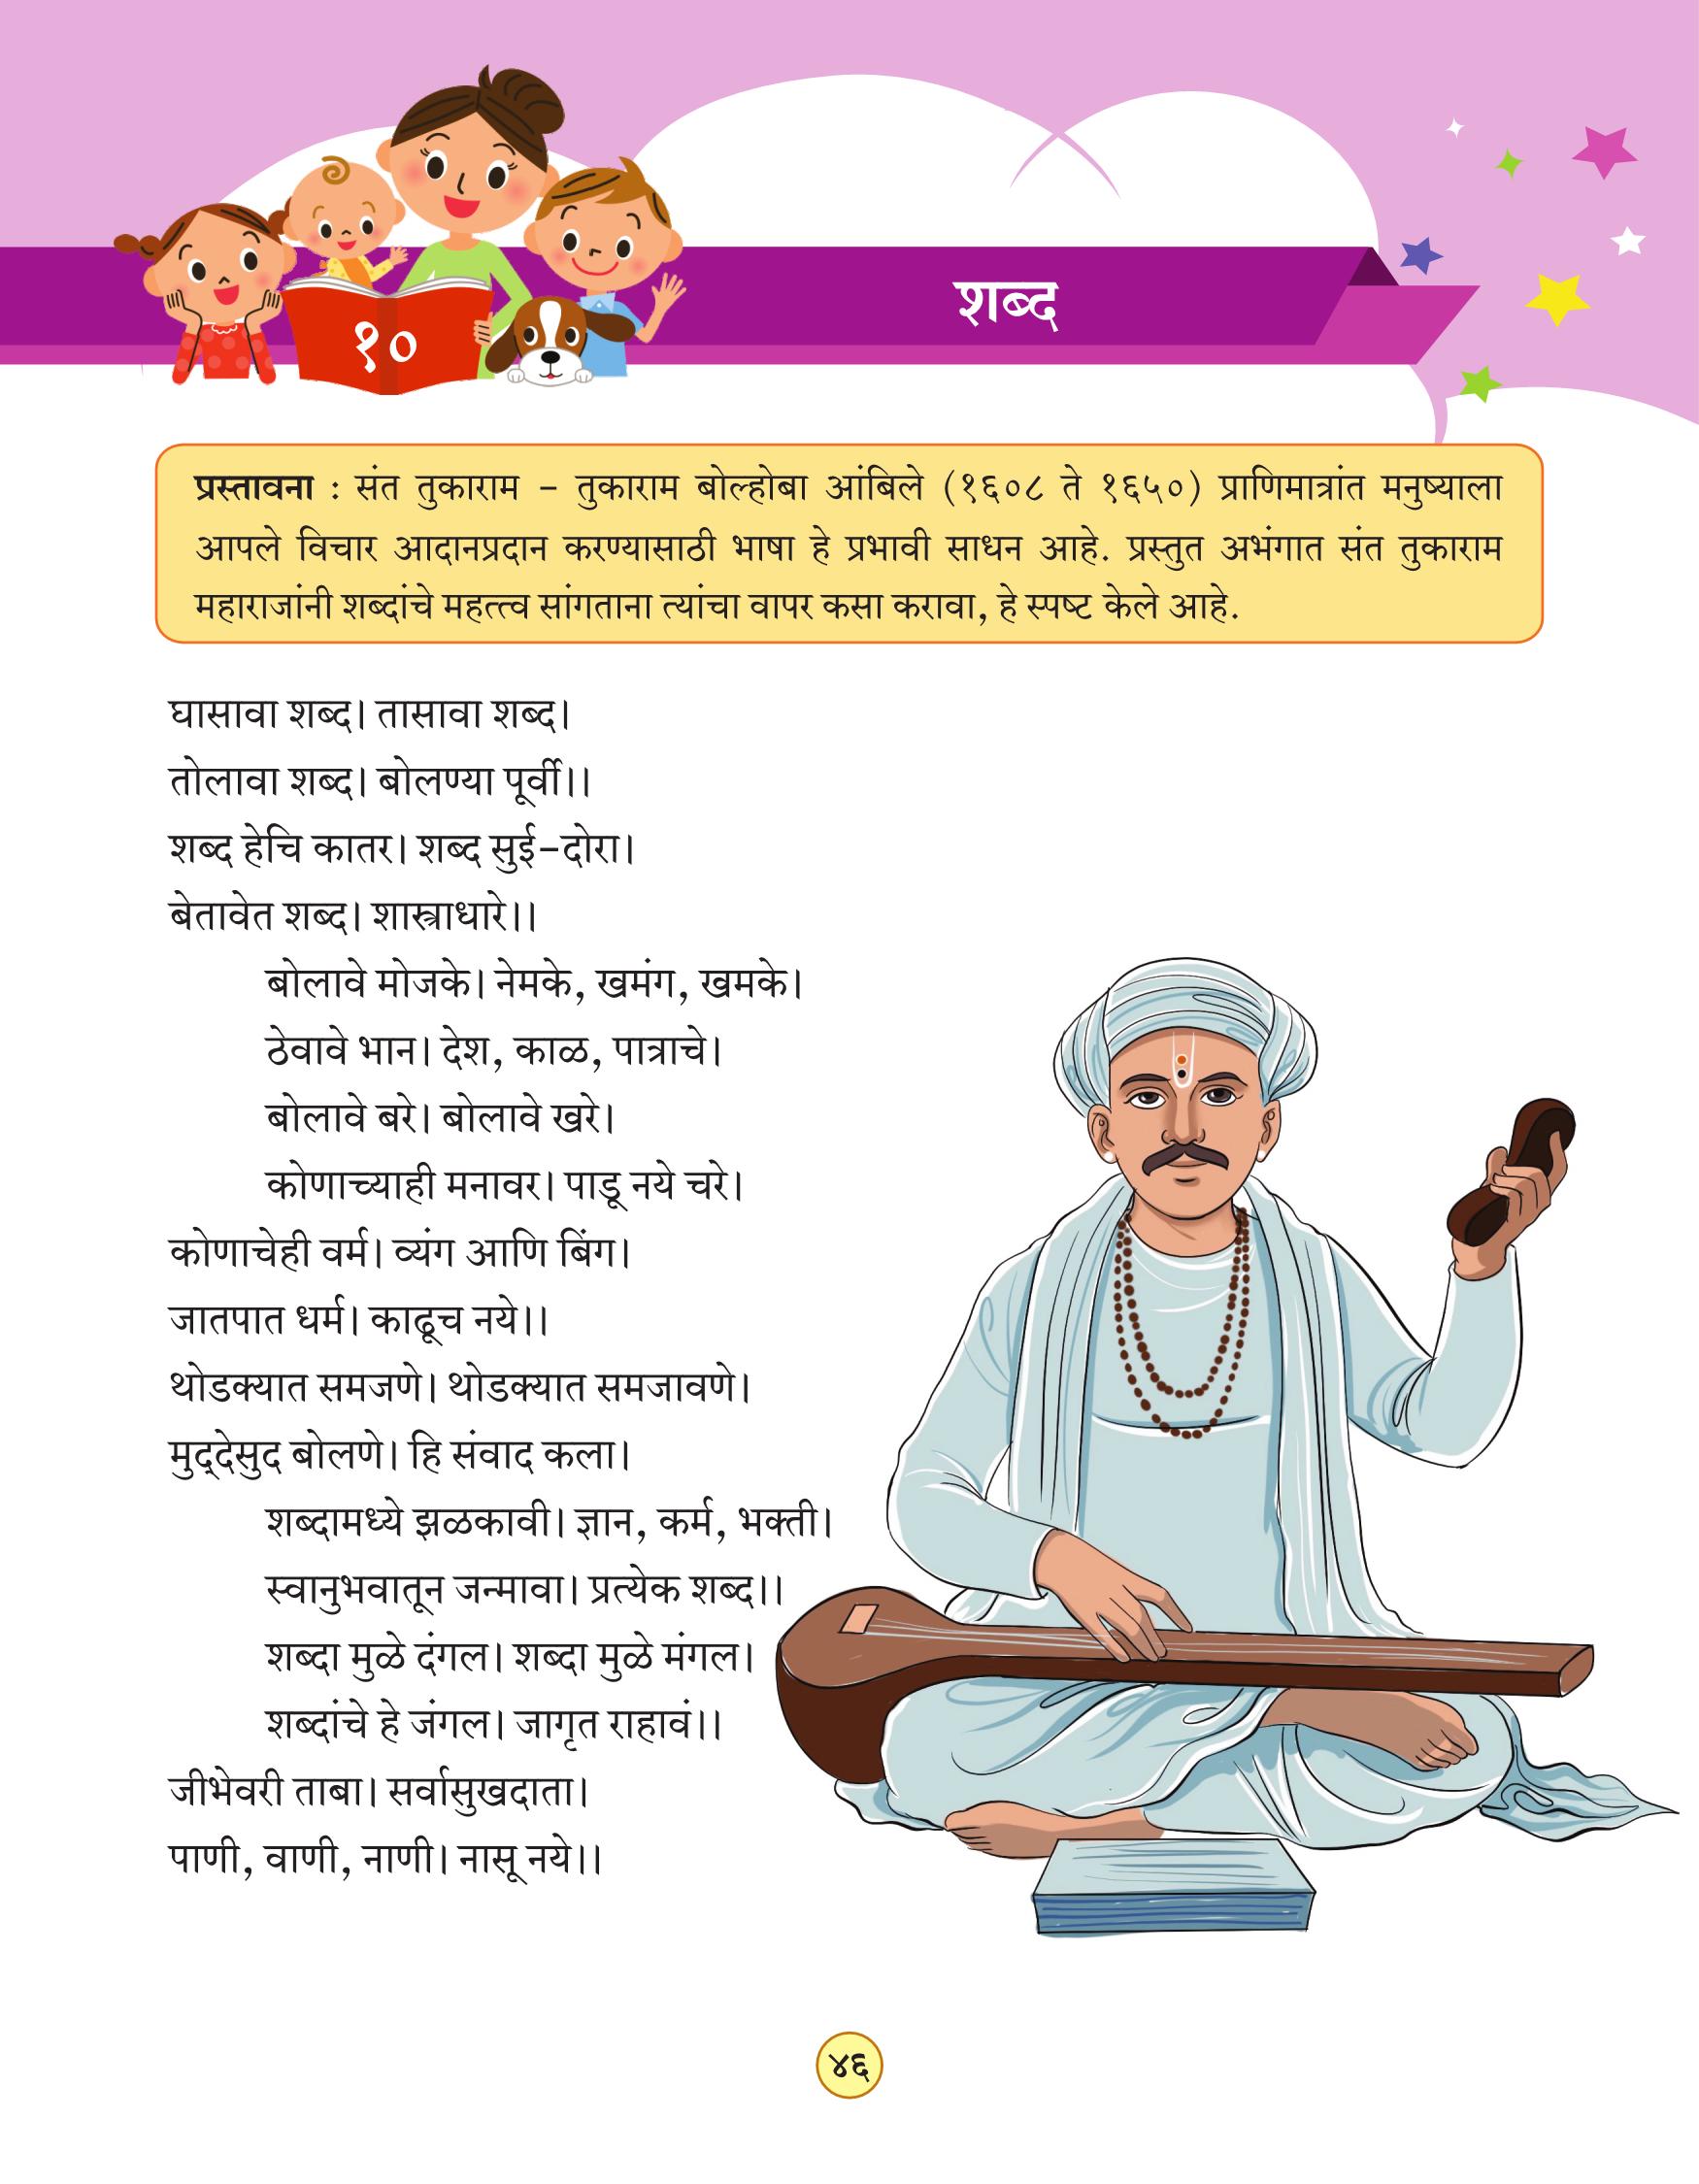 १०
शब्द
प्रस्तावना : संत तुकाराम – तुकाराम बोल्होबा आंबिले (१६०८ ते १६५०) प्राणिमात्रांत मनुष्याला
आपले विचार आदानप्रदान करण्यासाठी भाषा हे प्रभावी साधन आहे. प्रस्तुत अभंगात संत तुकाराम
महाराजांनी शब्दांचे महत्त्व सांगताना त्यांचा वापर कसा करावा, हे स्पष्ट केले आहे.
घासावा शब्द। तासावा शब्द।
तोलावा शब्द। बोलण्या पूर्वी।।
शब्द हेचि कातर। शब्द सुई–दोरा।
बेतावेत शब्द। शास्त्राधारे।।
बोलावे मोजके। नेमके, खमंग, खमके।
ठेवावे भान। देश, काळ, पात्राचे।
बोलावे बरे। बोलावे खरे।
कोणाच्याही मनावर। पाडू नये चरे।
कोणाचेही वर्म। व्यंग आणि बिंग।
जातपात धर्म। काढूच नये।।
थोडक्यात समजणे। थोडक्यात समजावणे।
मुद्‌देसुद बोलणे। हि संवाद कला।
शब्दामध्ये झळकावी। ज्ञान, कर्म, भक्ती।
स्वानुभवातून जन्मावा। प्रत्येक शब्द।।
शब्दा मुळे दंगल। शब्दा मुळे मंगल।
शब्दांचे हे जंगल। जागृत राहावं।।
जीभेवरी ताबा। सर्वासुखदाता।
पाणी, वाणी, नाणी। नासू नये।।
४६